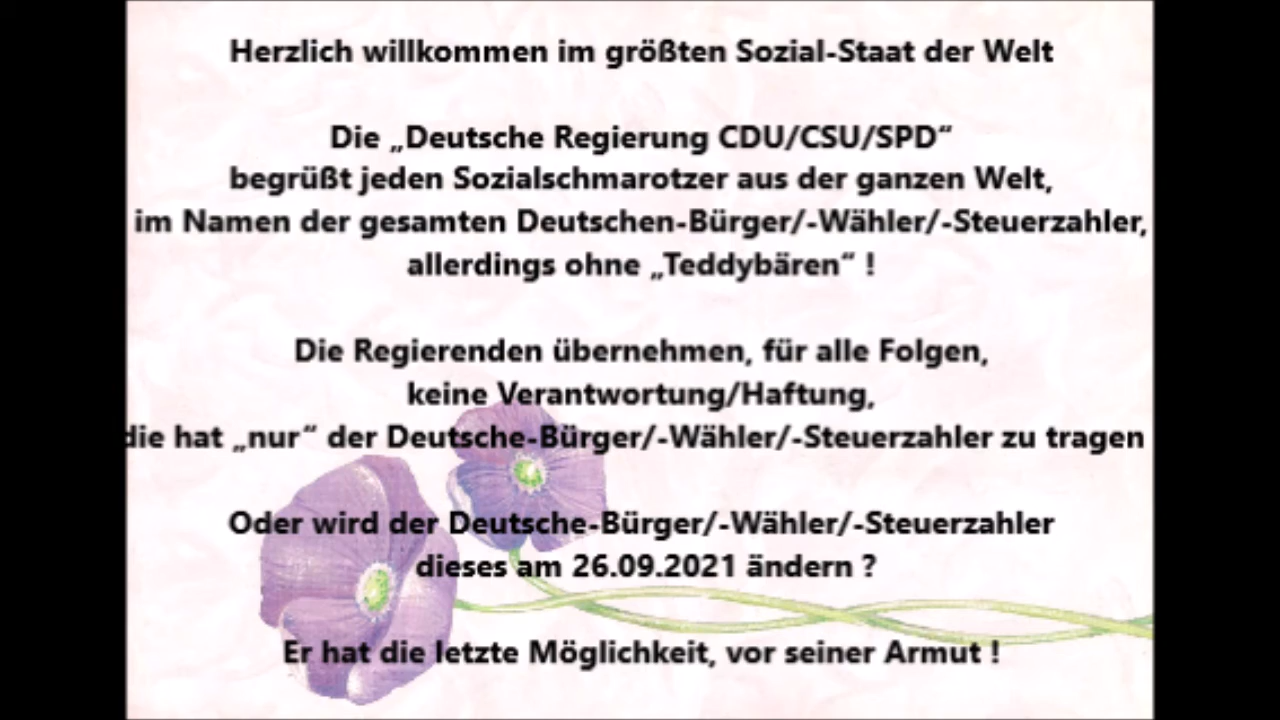 Herzlich willkommen im größten Sozial-Staat der Welt
Die „Deutsche Regierung CDU/CSU/SPD“
begrüßt jeden Sozialschmarotzer aus der ganzen Welt,
im Namen der gesamten Deutschen-Bürger/-Wähler/-Steuerzahler,
allerdings ohne „Teddybären“ !
Die Regierenden übernehmen, für alle Folgen,
keine Verantwortung/Haftung,
die hat „nur“ der Deutsche-Bürger/-Wähler/-Steuerzahler zu tragen
Oder wird der Deutsche-Bürger/-Wähler/-Steuerzahler
dieses am 26.09.2021 ändern ?
Er hat die letzte Möglichkeit, vor seiner Armut !